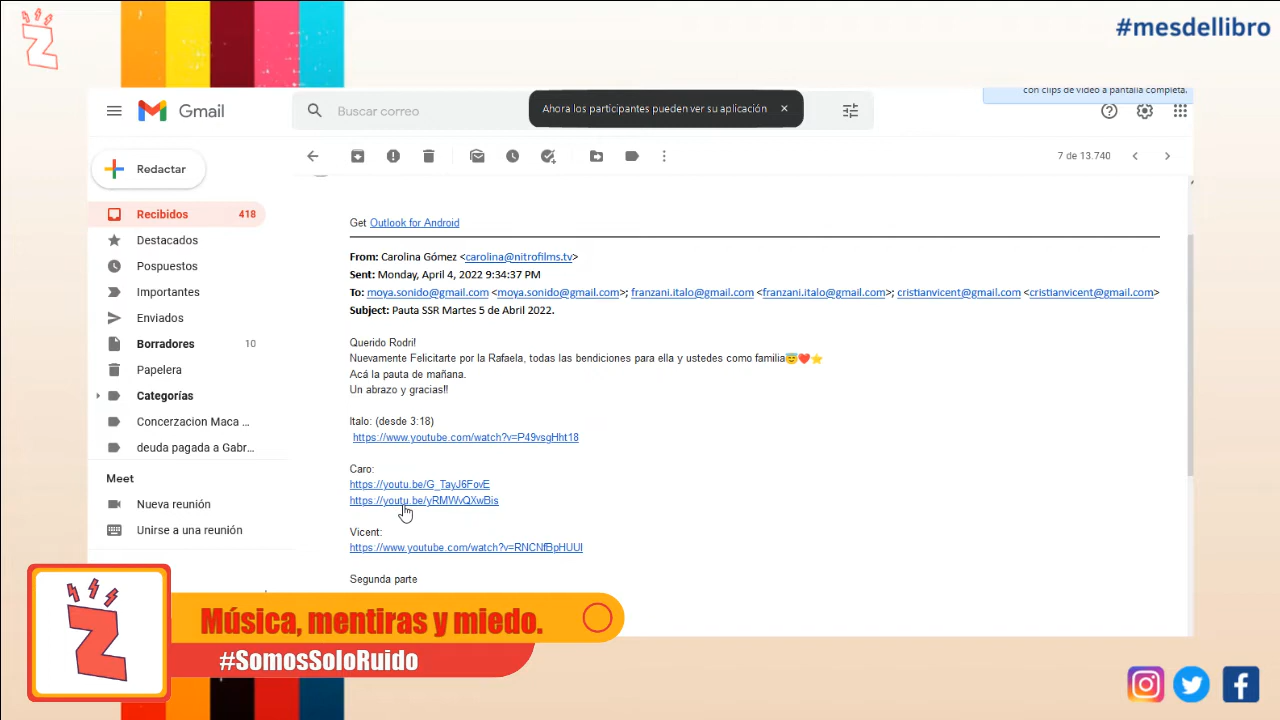 #mesdellibro
con clips de video a pantalla completa.
Gmail
Buscar correo
Ahora los participantes pueden ver su aplicación
Redactar
7 de 13.740
Recibidos 418
Destacados
Pospuestos
Importantes
Enviados
Borradores 10
Papelera
Categorías
Concerzacion Maca ...
deuda pagada a Gabr...
Meet
Nueva reunión
Unirse a una reunión
Get Outlook for Android
From: Carolina Gómez <carolina@nitrofilms.tv>
Sent: Monday, April 4, 2022 9:34:37 PM
To: moya.sonido@gmail.com <moya.sonido@gmail.com>; franzani.italo@gmail.com <franzani.italo@gmail.com>; cristianvicent@gmail.com <cristianvicent@gmail.com>
Subject: Pauta SSR Martes 5 de Abril 2022.
Querido Rodri!
Nuevamente Felicitarte por la Rafaela, todas las bendiciones para ella y ustedes como familia😇❤️⭐
Acá la pauta de mañana.
Un abrazo y gracias!!
Italo: (desde 3:18)
https://www.youtube.com/watch?v=P49vsgHht18
Caro:
https://youtu.be/G_TayJ6FovE
https://youtu.be/yRMWvQXwBis
Vicent:
https://www.youtube.com/watch?v=RNCNfBpHUUI
Segunda parte
Z
Música, mentiras y miedo.
#SomosSoloRuido